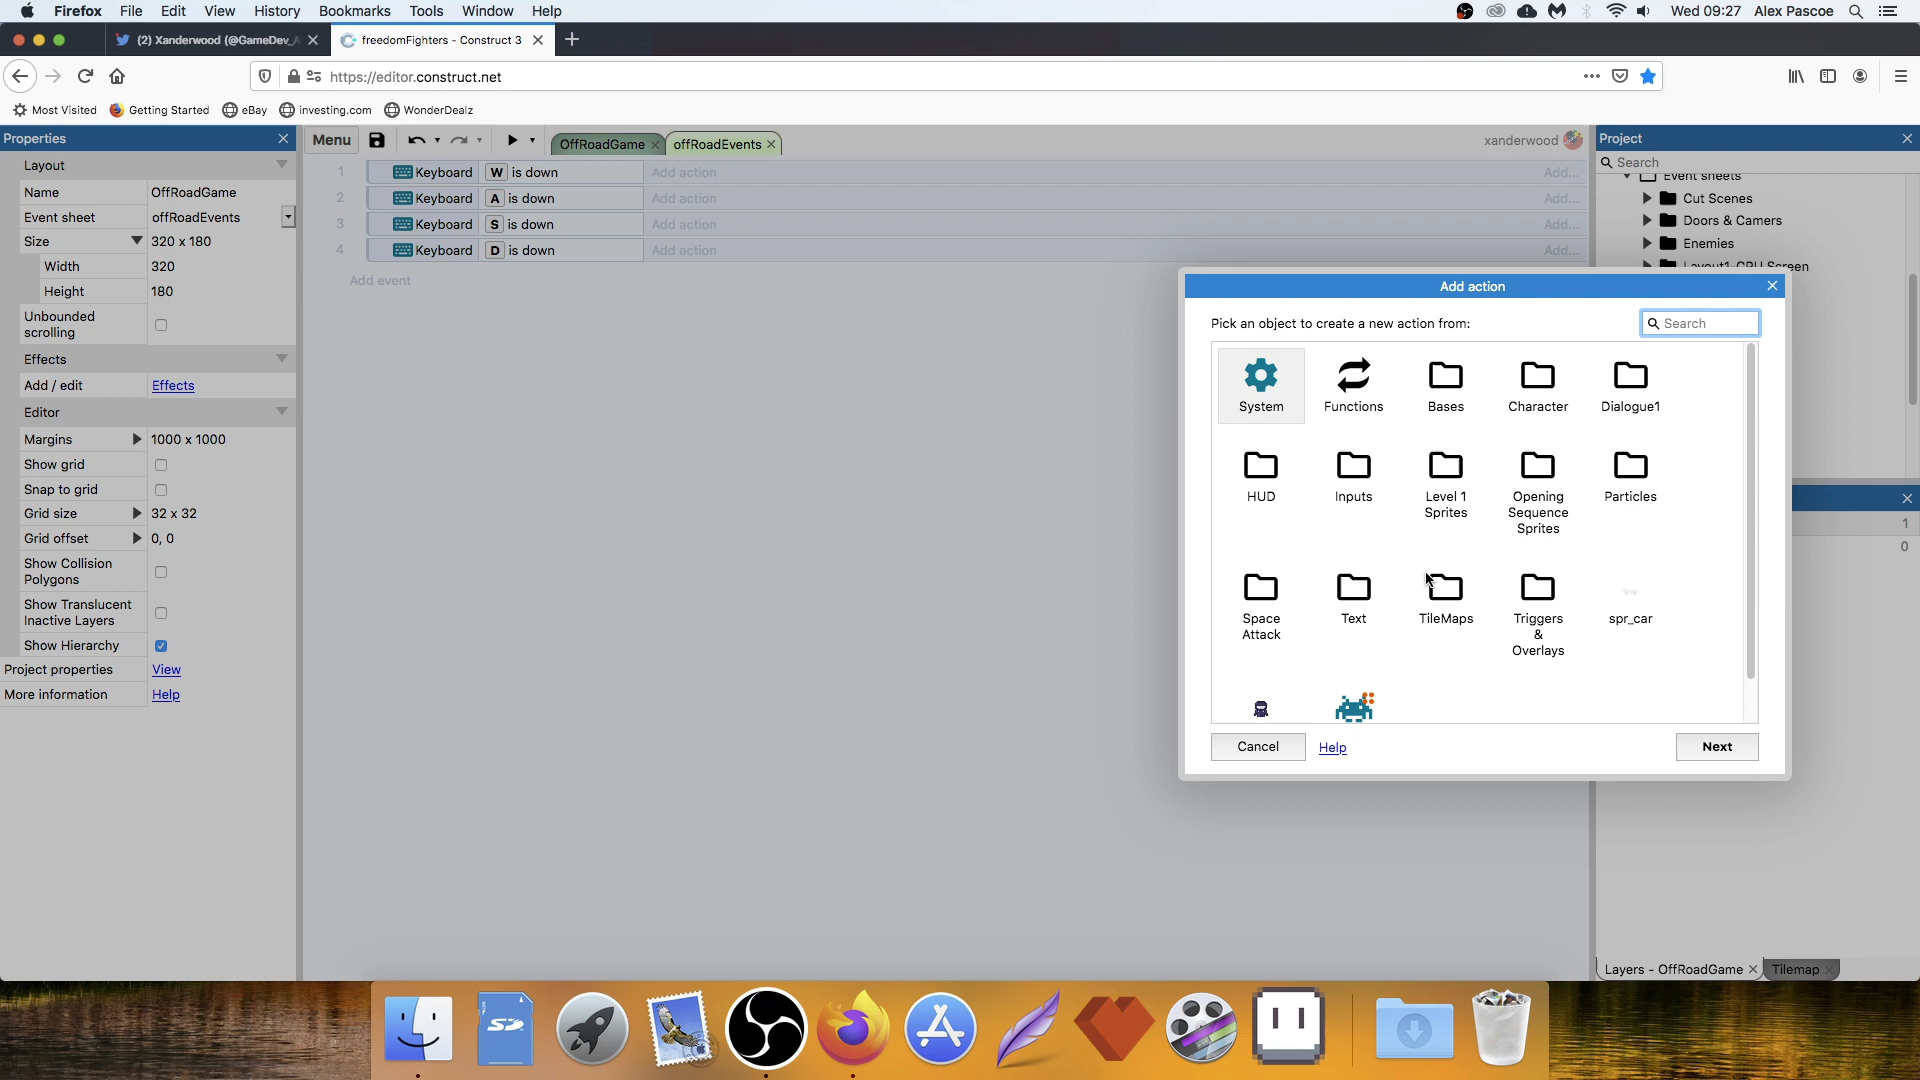 Firefox File Edit View History Bookmarks Tools Window Help Wed 09:27 Alex Pascoe
(2) Xanderwood (@GameDev_A freedomFighters - Construct 3
https://editor.construct.net
Most Visited Getting Started eBay investing.com WonderDealz
Properties
Layout
Name OffRoadGame
Event sheet offRoadEvents
Size 320 x 180
Width 320
Height 180
Unbounded
scrolling
Effects
Add / edit Effects
Editor
Margins 1000 x 1000
Show grid
Snap to grid
Grid size 32 x 32
Grid offset 0, 0
Show Collision
Polygons
Show Translucent
Inactive Layers
Show Hierarchy
Project properties View
More information Help
Menu OffRoadGame offRoadEvents xanderwood
1 Keyboard W is down Add action Add...
2 Keyboard A is down Add action Add...
3 Keyboard S is down Add action Add...
4 Keyboard D is down Add action Add...
Add event
Project
Search
Event sheets
Cut Scenes
Doors & Camers
Enemies
Layout1-CPU Screen
1
0
Layers - OffRoadGame Tilemap
Add action
Pick an object to create a new action from:
Search
System Functions Bases Character Dialogue1
HUD Inputs Level 1
Sprites Opening
Sequence
Sprites Particles
Space
Attack Text TileMaps Triggers
&
Overlays spr_car
Cancel Help Next
SD